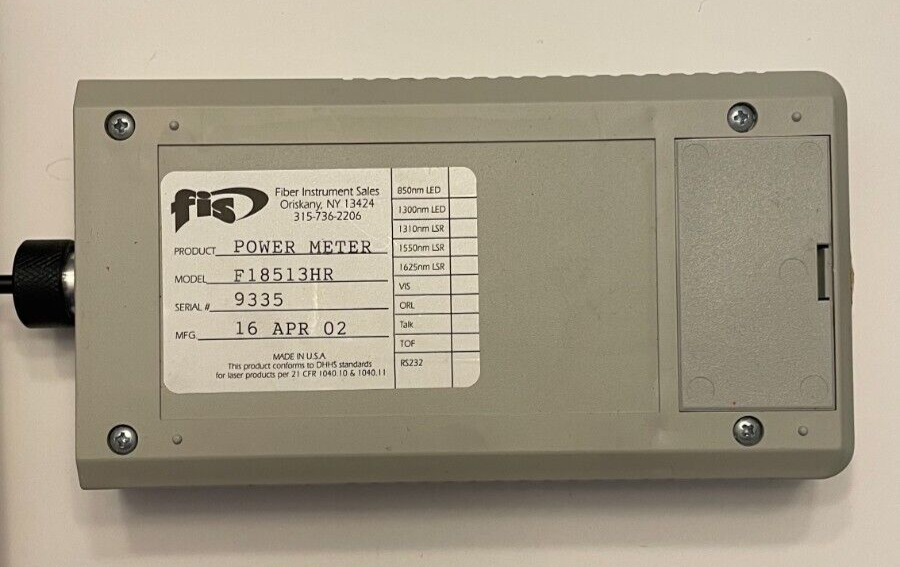 fis
Fiber Instrument Sales
Oriskany, NY 13424
315-736-2206
PRODUCT POWER METER
MODEL F18513HR
SERIAL # 9335
MFG. 16 APR 02
MADE IN U.S.A.
This product conforms to DHHS standards
for laser products per 21 CFR 1040.10 & 1040.11
850nm LED
1300nm LED
1310nm LSR
1550nm LSR
1625nm LSR
VIS
ORL
Talk
TOF
RS232